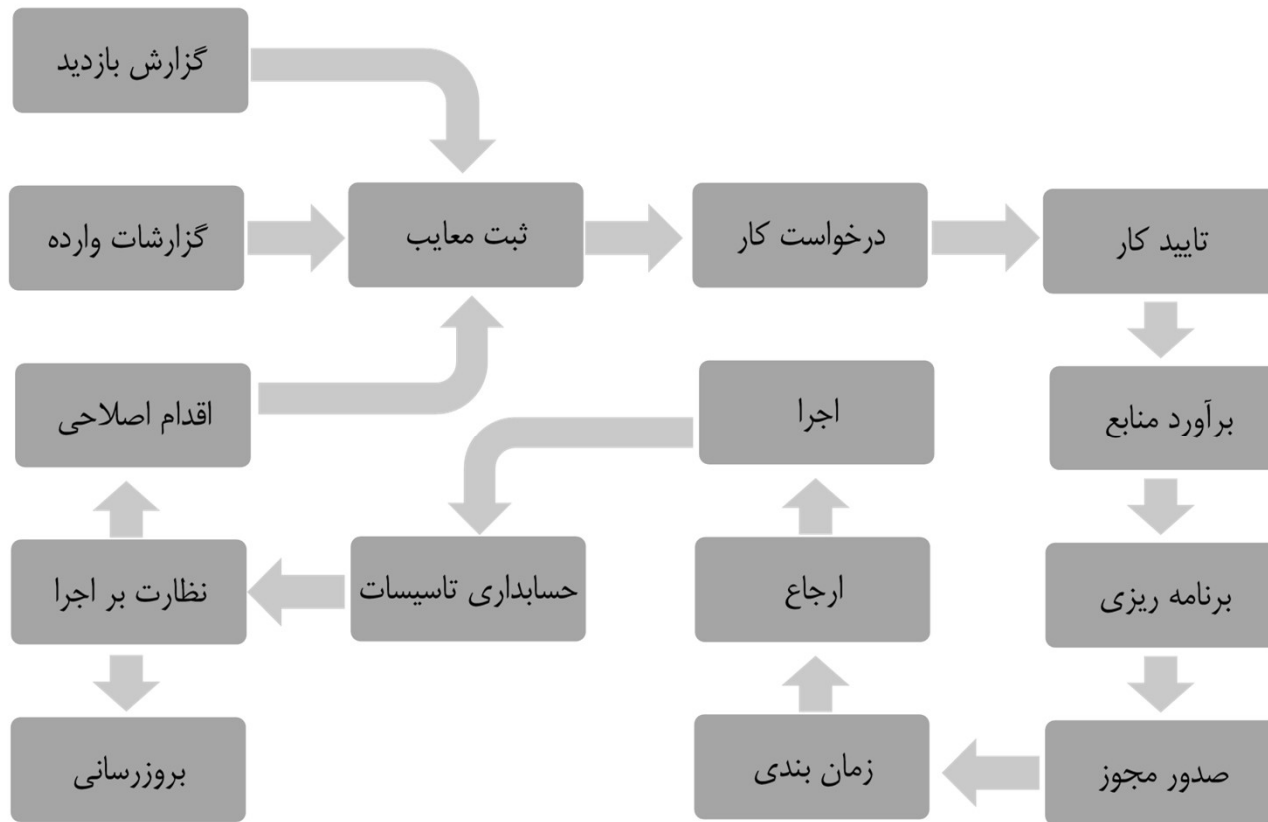 گزارش بازدید
گزارشات وارده
ثبت معایب
درخواست کار
تایید کار
برآورد منابع
برنامه ریزی
صدور مجوز
زمان بندی
ارجاع
اجرا
حسابداری تاسیسات
نظارت بر اجرا
اقدام اصلاحی
بروزرسانی